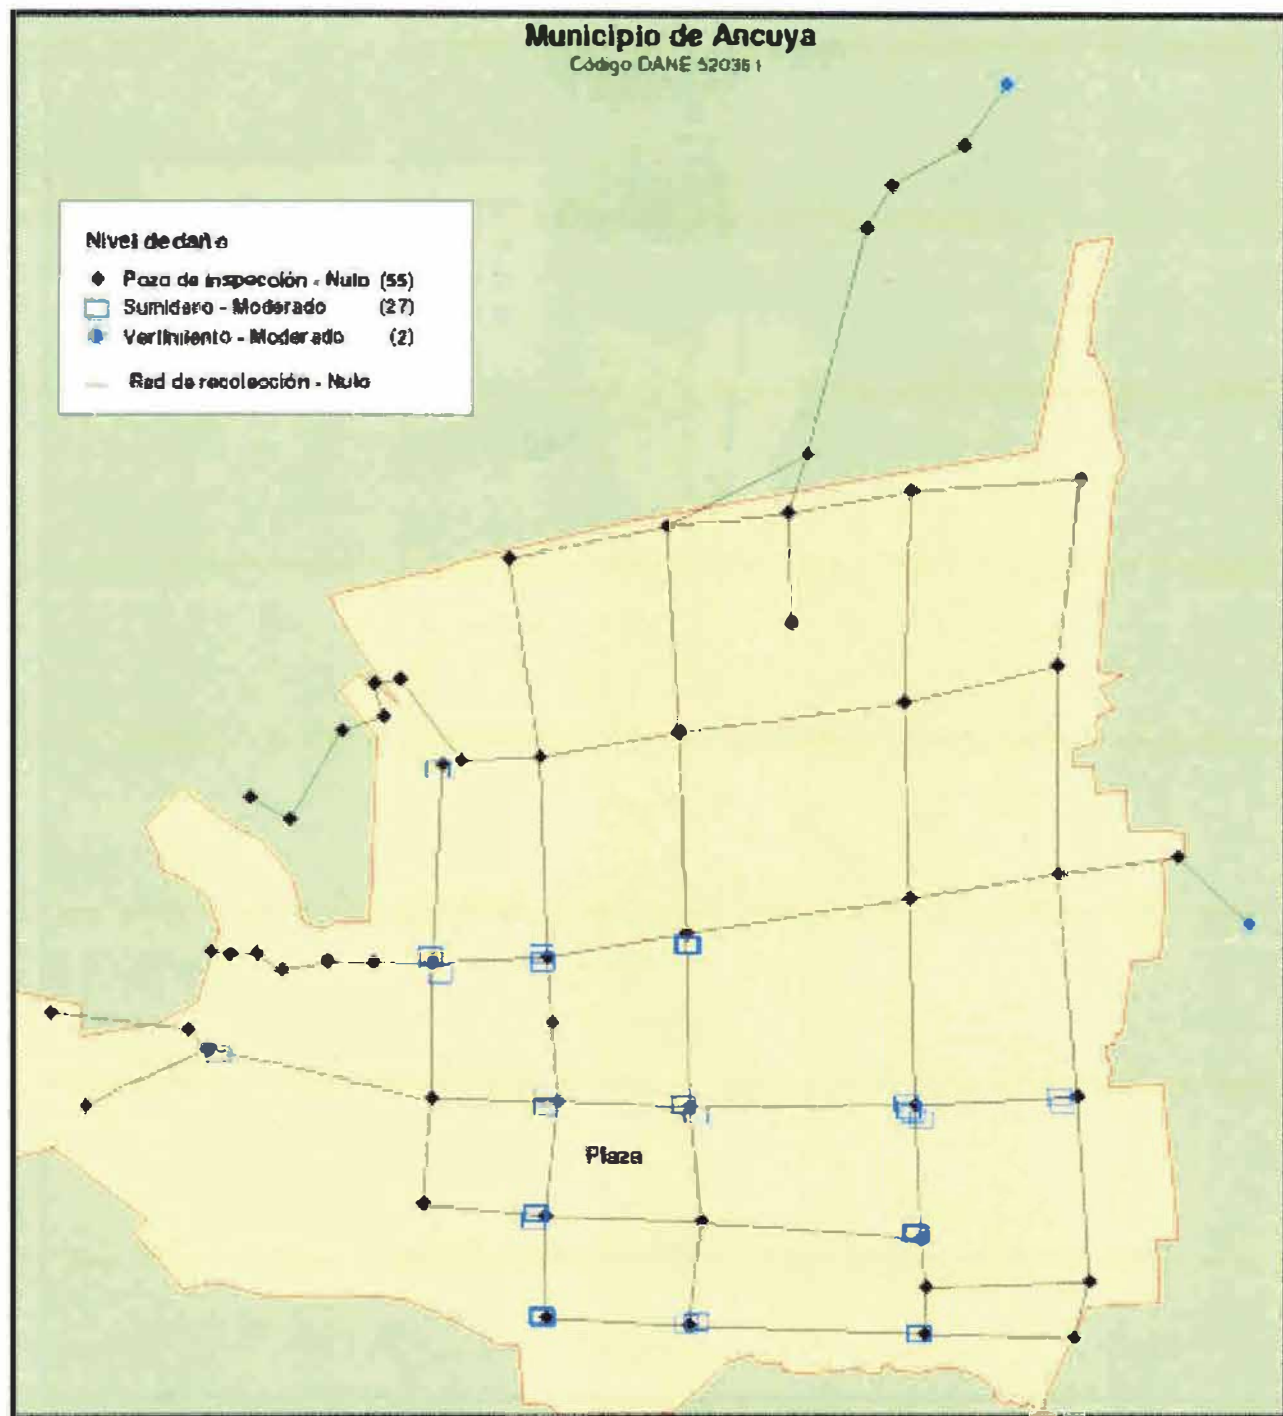 Municipio de Ancuya
Código DANE 520361
Nivel de daño
Pozo de inspección - Nulo (55)
Sumidero - Moderado (27)
Vertimiento - Moderado (2)
Red de recolección - Nulo
Plaza